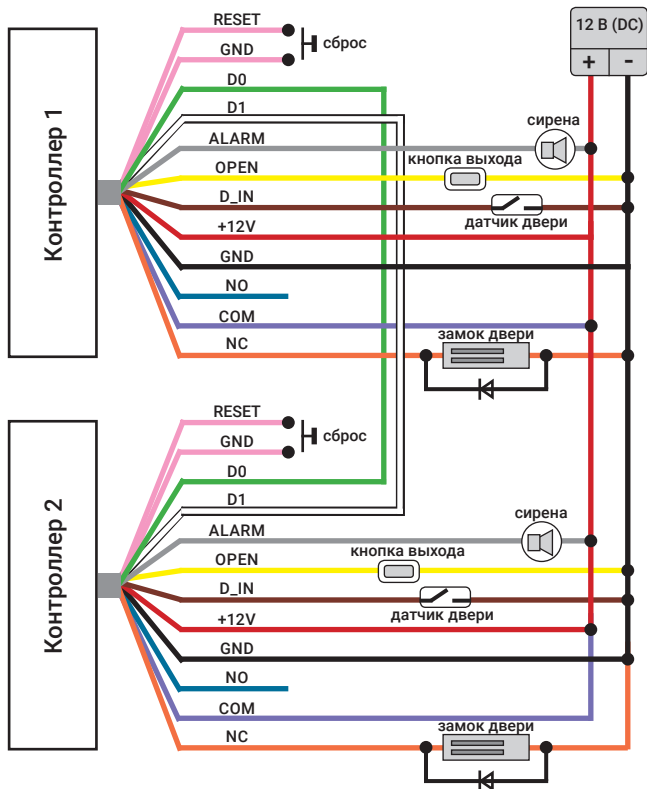 12 В (DC)
+ -
Контроллер 1
RESET
GND
сброс
D0
D1
ALARM
сирена
OPEN
кнопка выхода
D_IN
датчик двери
+12V
GND
NO
COM
замок двери
NC
Контроллер 2
RESET
GND
сброс
D0
D1
ALARM
сирена
OPEN
кнопка выхода
D_IN
датчик двери
+12V
GND
NO
COM
замок двери
NC